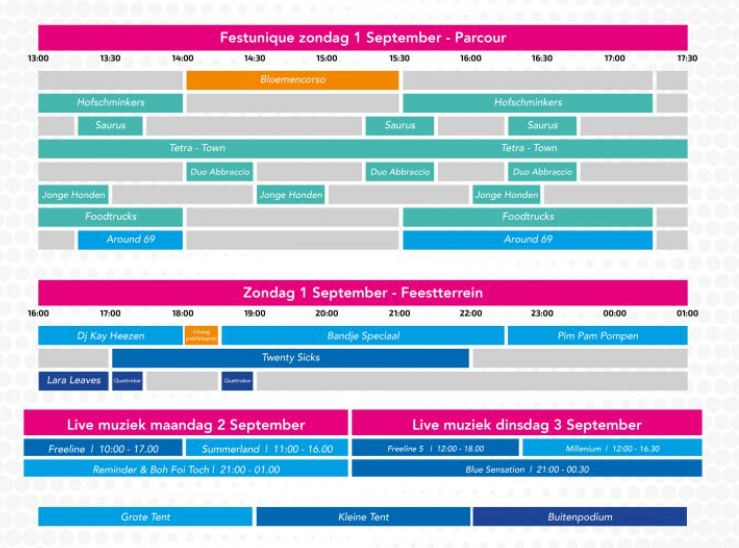 Festunique zondag 1 September - Parcour
13:00 13:30 14:00 14:30 15:00 15:30 16:00 16:30 17:00 17:30
Bloemencorso
Hofschminkers Hofschminkers
Saurus Saurus Saurus
Tetra - Town Tetra - Town
Duo Abbraccio Duo Abbraccio Duo Abbraccio
Jonge Honden Jonge Honden Jonge Honden
Foodtrucks Foodtrucks
Around 69 Around 69
Zondag 1 September - Feestterrein
16:00 17:00 18:00 19:00 20:00 21:00 22:00 23:00 00:00 01:00
Dj Kay Heezen Uitslag publieksprijs Bandje Speciaal Pim Pam Pompen
Twenty Sicks
Lara Leaves Quattrobar Quattrobar
Live muziek maandag 2 September Live muziek dinsdag 3 September
Freeline | 10:00 - 17.00 Summerland | 11:00 - 16.00 Freeline 5 | 12:00 - 18.00 Millenium | 12:00 - 16.30
Reminder & Boh Foi Toch | 21:00 - 01.00 Blue Sensation | 21:00 - 00.30
Grote Tent Kleine Tent Buitenpodium